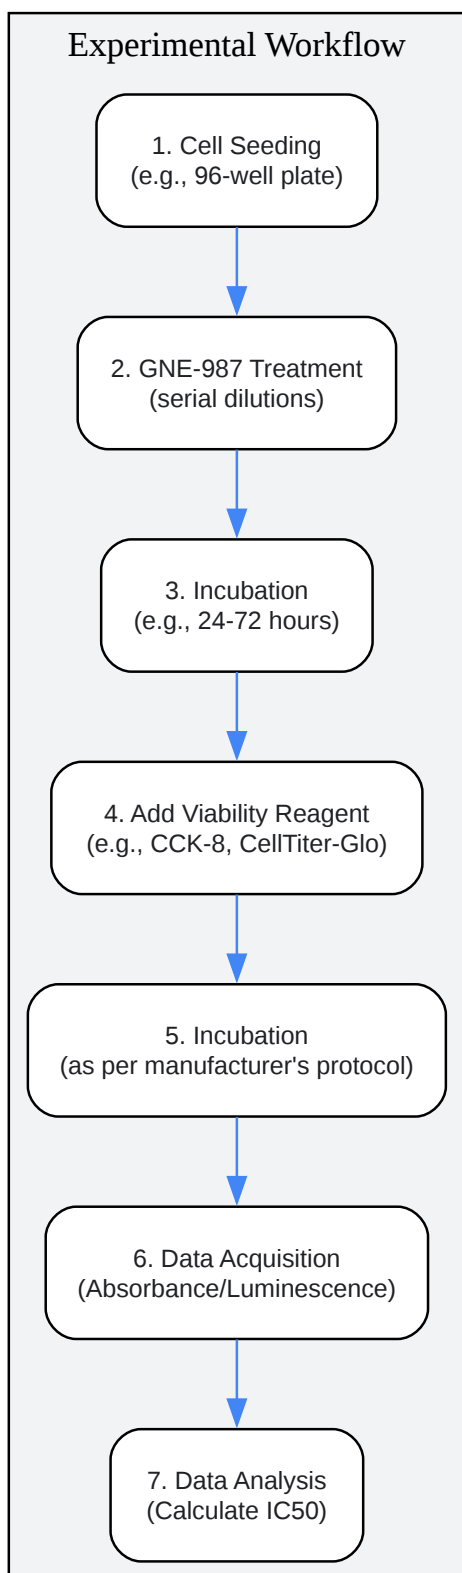 Experimental Workflow
1. Cell Seeding
(e.g., 96-well plate)
2. GNE-987 Treatment
(serial dilutions)
3. Incubation
(e.g., 24-72 hours)
4. Add Viability Reagent
(e.g., CCK-8, CellTiter-Glo)
5. Incubation
(as per manufacturer's protocol)
6. Data Acquisition
(Absorbance/Luminescence)
7. Data Analysis
(Calculate IC50)